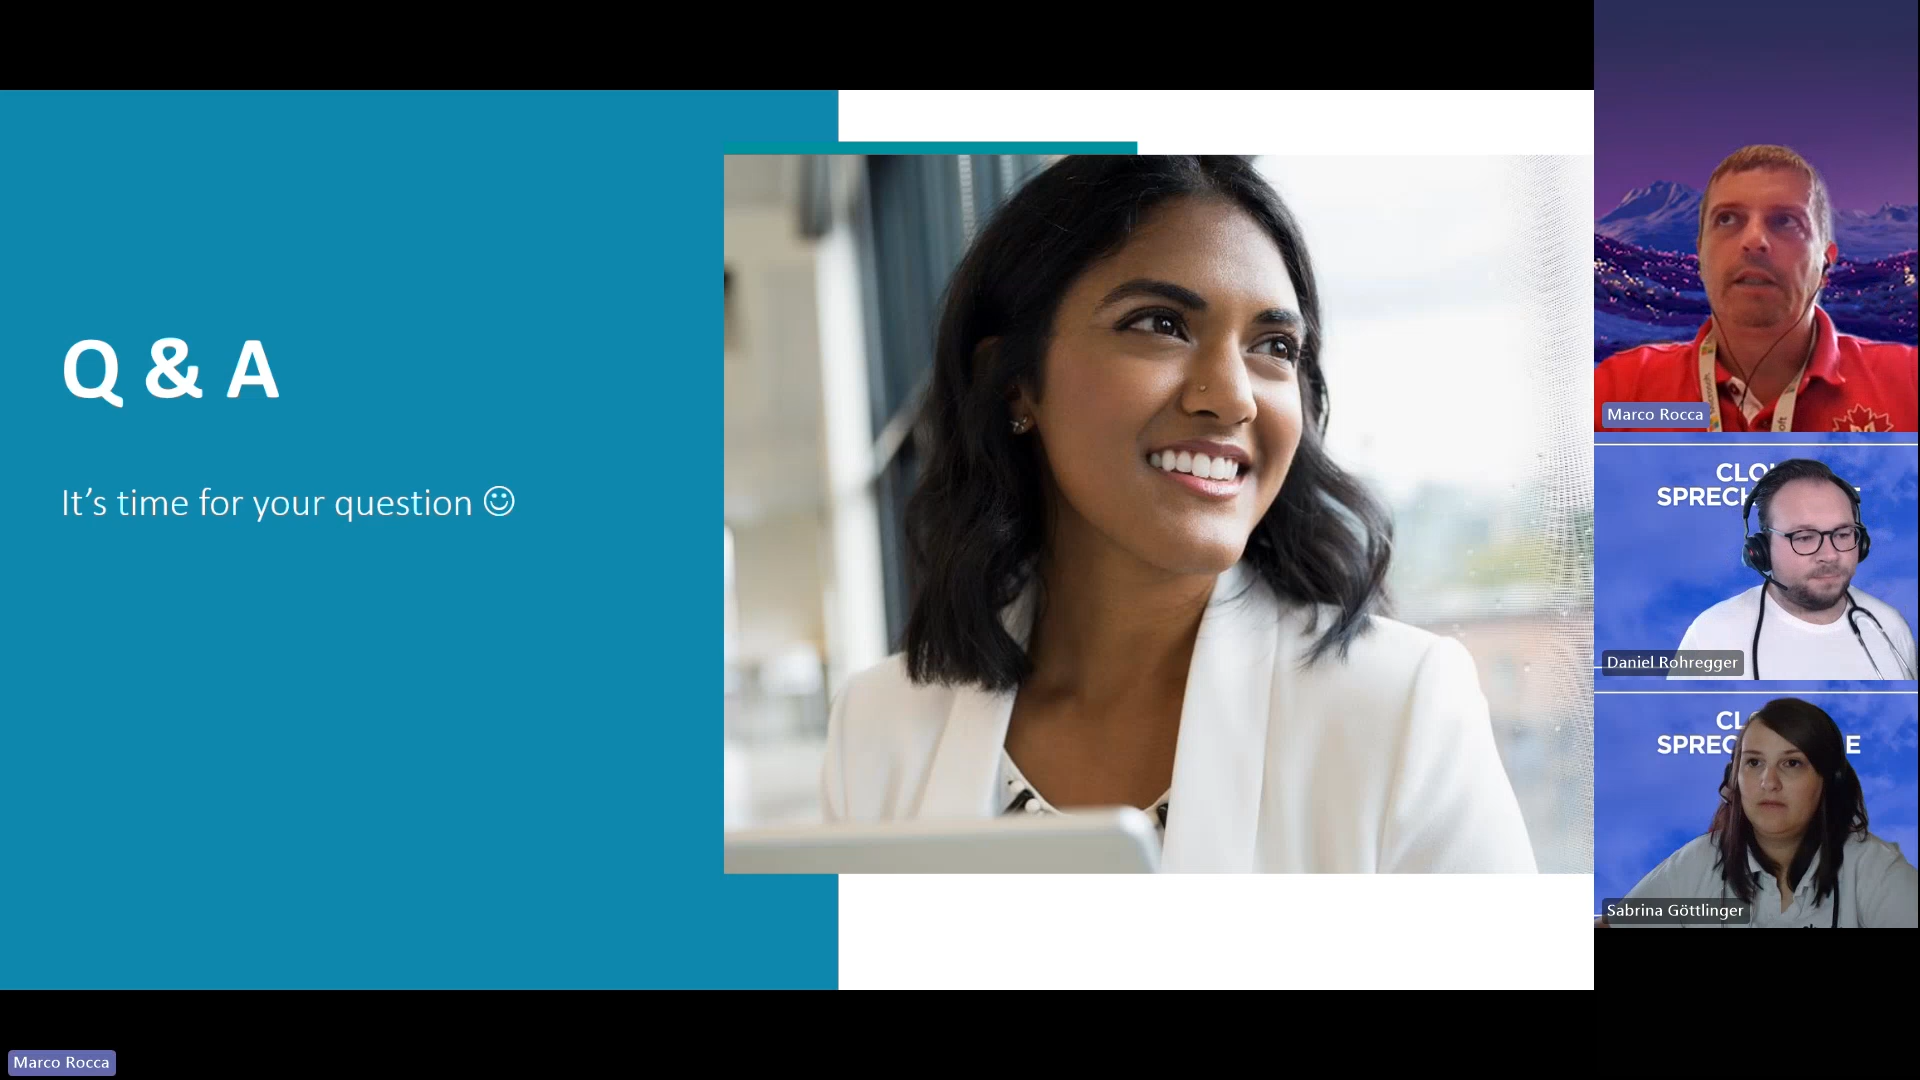 Q & A
It’s time for your question ☺
Marco Rocca
Daniel Rohregger
Sabrina Göttlinger
Marco Rocca